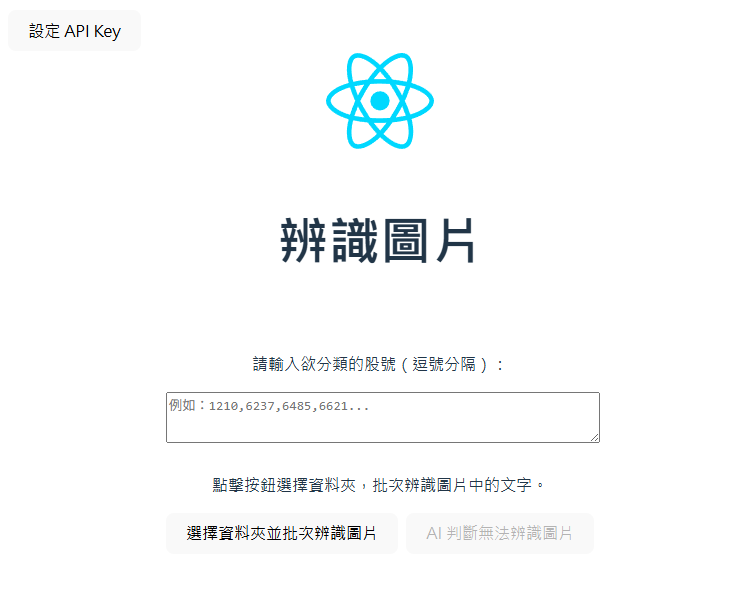 設定 API Key
辨識圖片
請輸入欲分類的股號（逗號分隔）：
例如：1210,6237,6485,6621...
點擊按鈕選擇資料夾，批次辨識圖片中的文字。
選擇資料夾並批次辨識圖片
AI 判斷無法辨識圖片